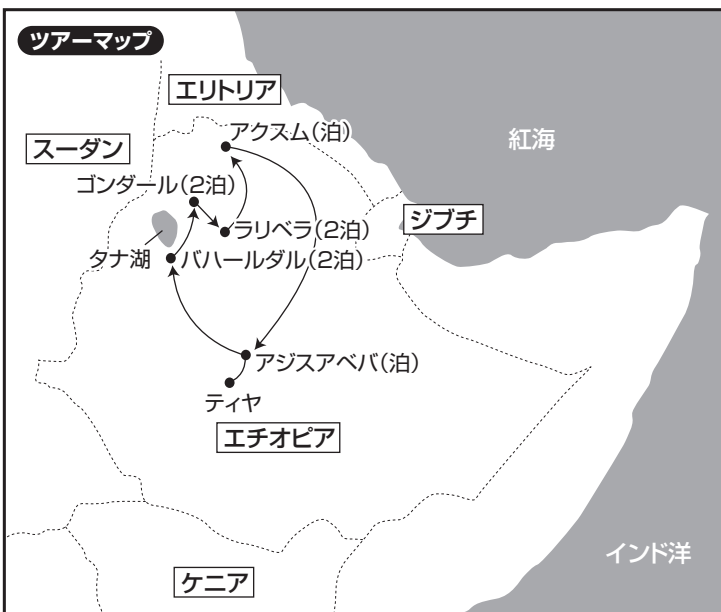 ツアーマップ
エリトリア
アクスム(泊)
紅海
スーダン
ゴンダール(2泊)
ジブチ
ラリベラ(2泊)
タナ湖
バハールダル(2泊)
アジスアベバ(泊)
ティヤ
エチオピア
インド洋
ケニア